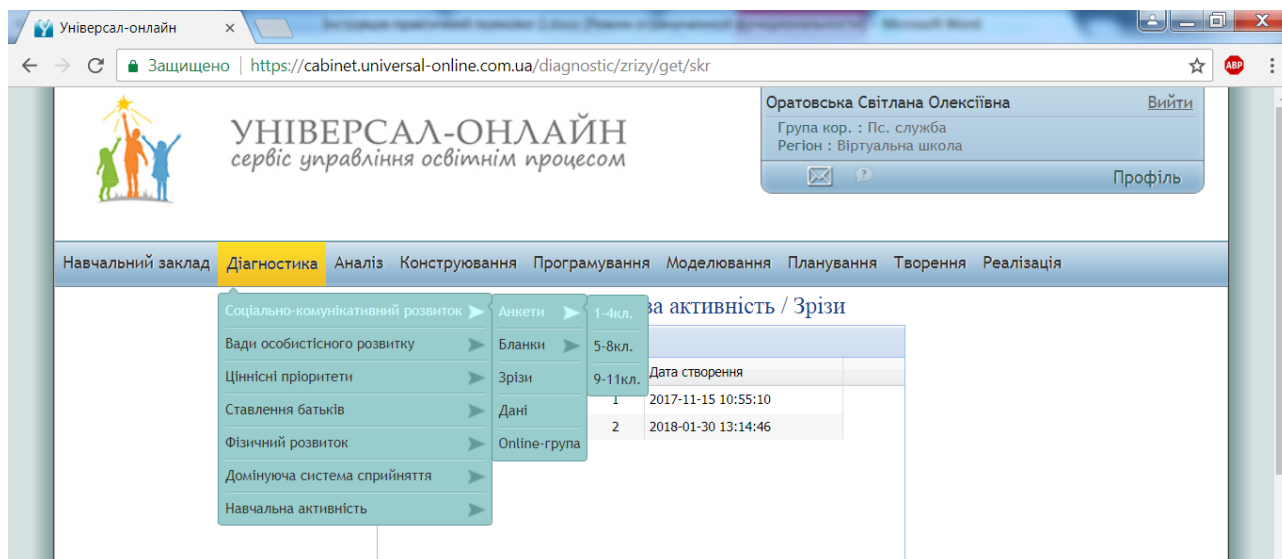 Універсал-онлайн
Защищено | https://cabinet.universal-online.com.ua/diagnostic/zrizy/get/skr
ABP
УНІВЕРСАЛ-ОНЛАЙН
сервіс управління освітнім процесом
Оратовська Світлана Олексіївна Вийти
Група кор. : Пс. служба
Регіон : Віртуальна школа
Профіль
Навчальний заклад Діагностика Аналіз Конструювання Програмування Моделювання Планування Творення Реалізація
ва активність / Зрізи
Соціально-комунікативний розвиток
Вади особистісного розвитку
Ціннісні пріоритети
Ставлення батьків
Фізичний розвиток
Домінуюча система сприйняття
Навчальна активність
Анкети
Бланки
Зрізи
Дані
Online-група
1-4кл.
5-8кл.
9-11кл.
Дата створення
1 2017-11-15 10:55:10
2 2018-01-30 13:14:46